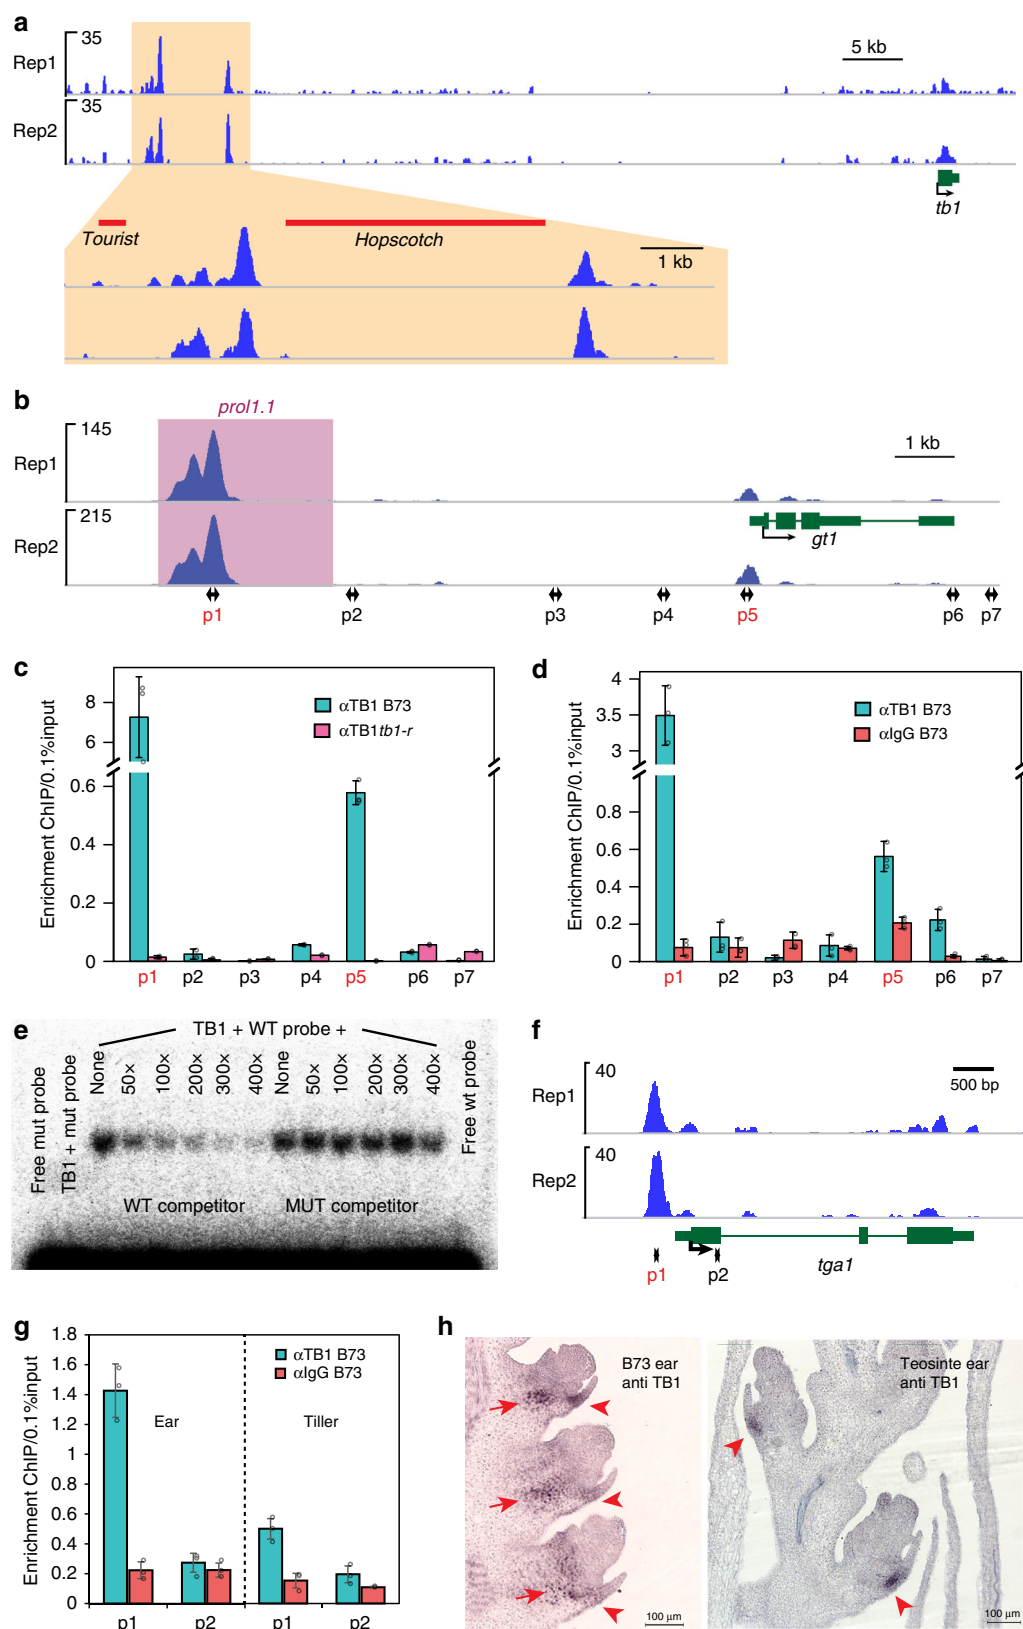 a
35
Rep1
5 kb
35
Rep2
tb1
Tourist
Hopscotch
1 kb
b
prol1.1
145
Rep1
1 kb
215
Rep2
gt1
p1 p2 p3 p4 p5 p6 p7
c
Enrichment ChIP/0.1%input
8
6
0.6
0.4
0.2
0
αTB1 B73
αTB1tb1-r
p1 p2 p3 p4 p5 p6 p7
d
Enrichment ChIP/0.1%input
4
3.5
3
0.8
0.6
0.4
0.2
0
αTB1 B73
αIgG B73
p1 p2 p3 p4 p5 p6 p7
e
TB1 + WT probe +
Free mut probe
TB1 + mut probe
None
50×
100×
200×
300×
400×
None
50×
100×
200×
300×
400×
Free wt probe
WT competitor
MUT competitor
f
40
Rep1
500 bp
40
Rep2
p1
p2
tga1
g
Enrichment ChIP/0.1%input
1.8
1.6
1.4
1.2
1
0.8
0.6
0.4
0.2
0
αTB1 B73
αIgG B73
Ear
Tiller
p1 p2 p1 p2
h
B73 ear
anti TB1
100 µm
Teosinte ear
anti TB1
100 µm